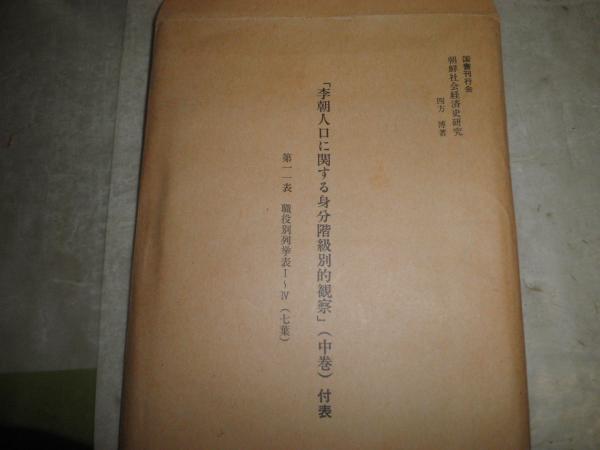 国書刊行会
朝鮮社会経済史研究
四方 博著
「李朝人口に関する身分階級別的観察」(中巻)付表
第一一表 職役別列挙表Ⅰ~Ⅳ(七葉)